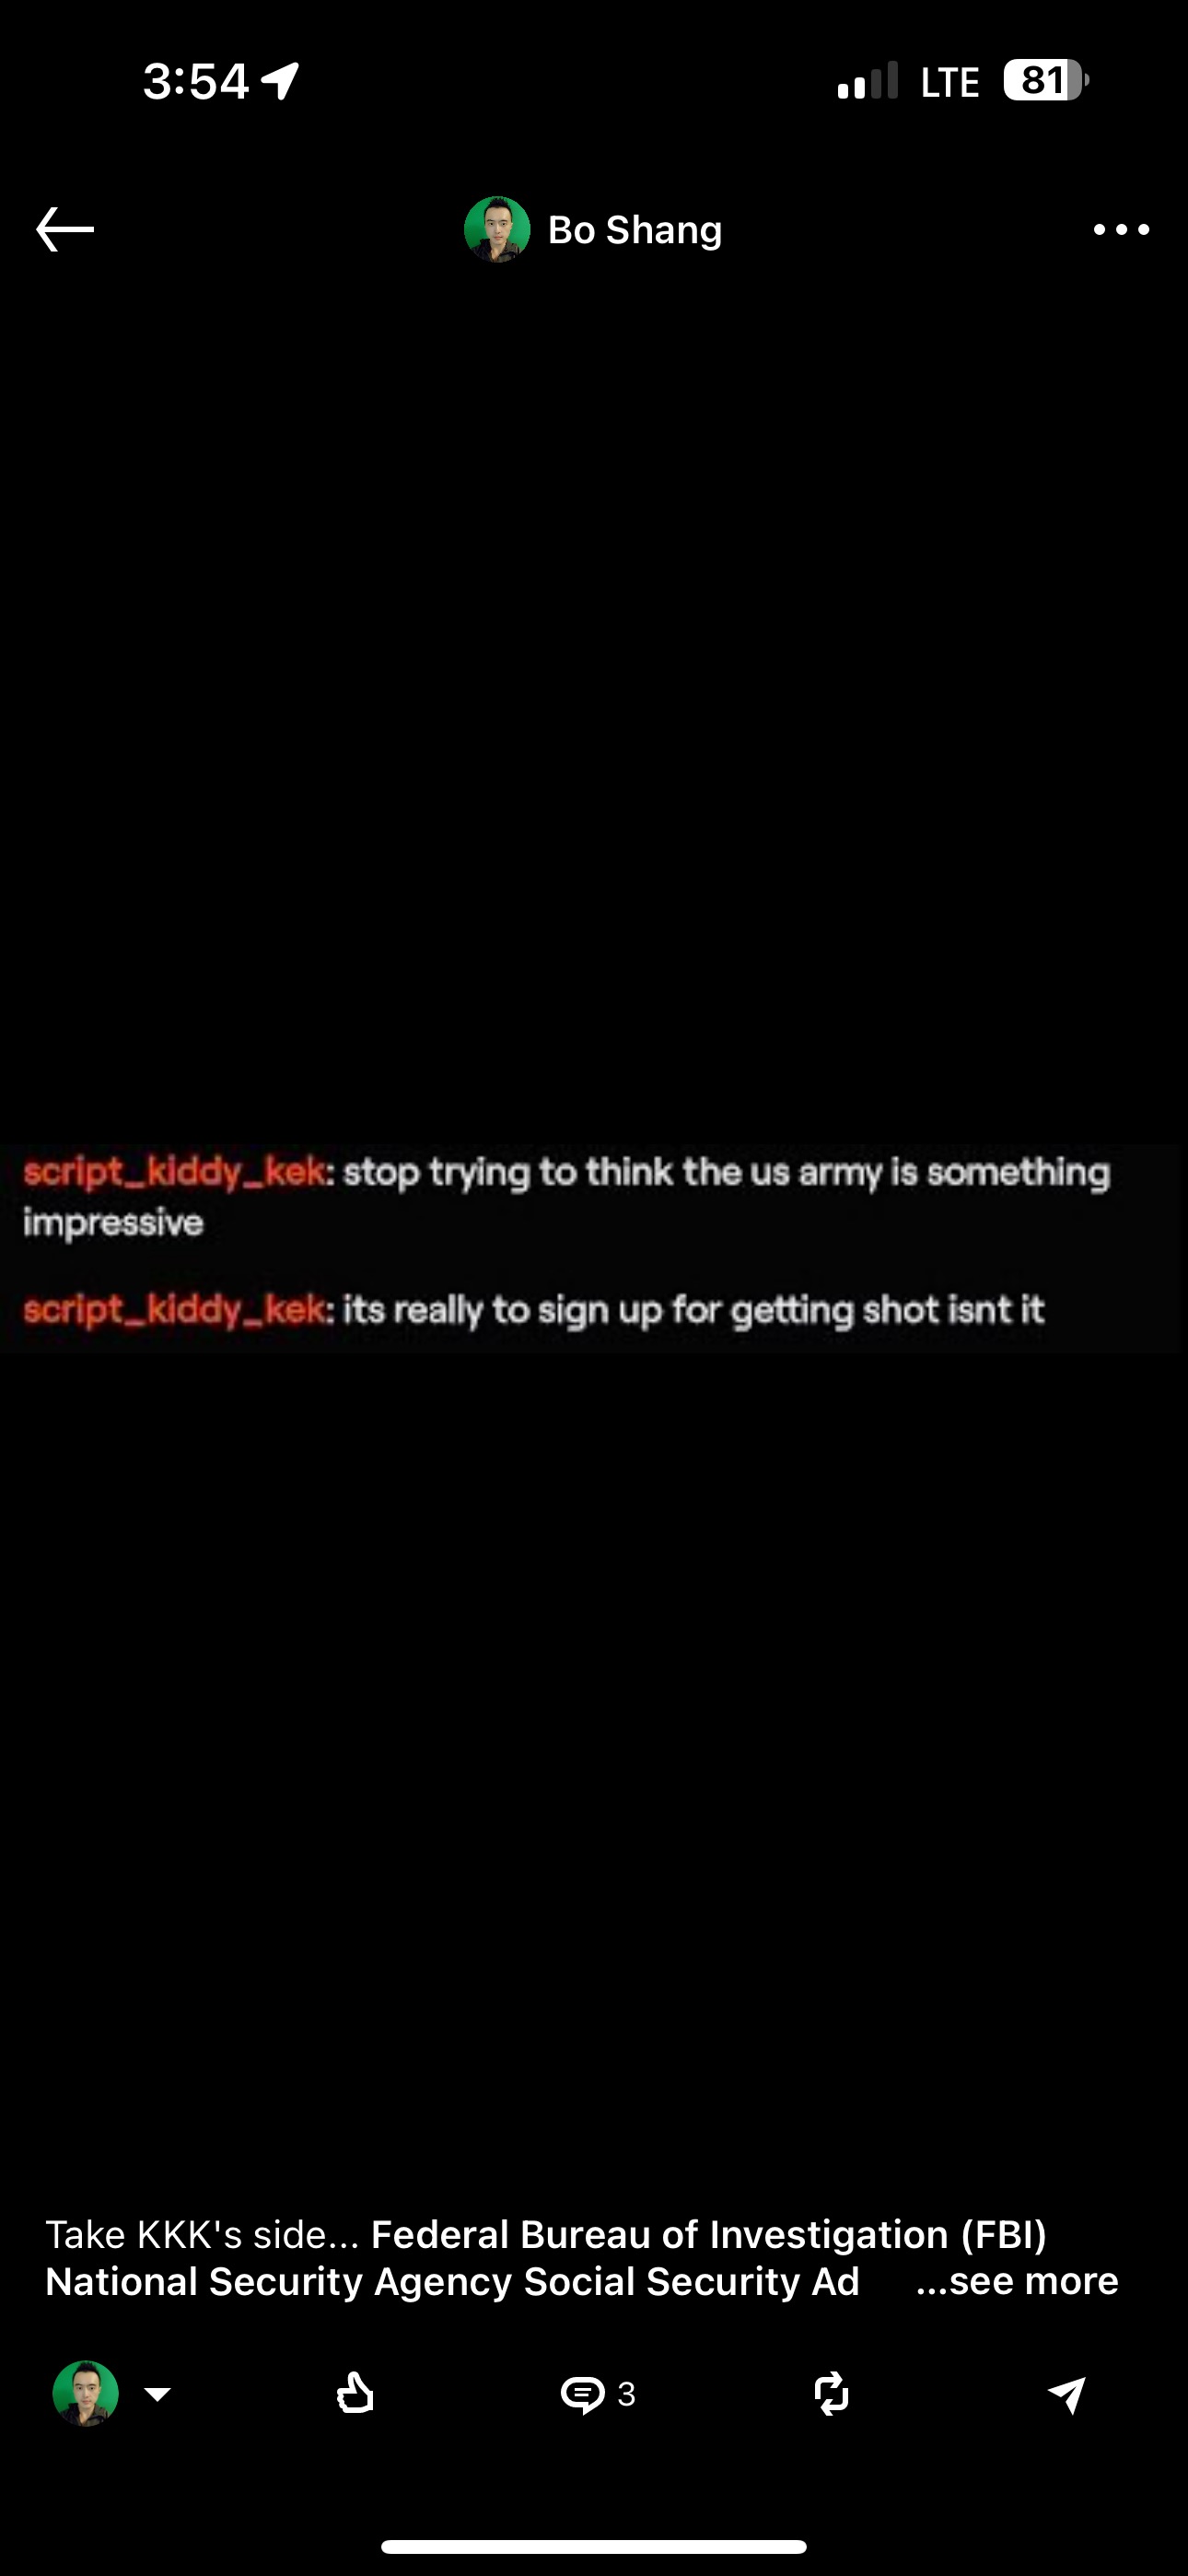 3:54
LTE
81
Bo Shang
script_kiddy_kek: stop trying to think the us army is something
impressive
script_kiddy_kek: its really to sign up for getting shot isnt it
Take KKK's side... Federal Bureau of Investigation (FBI)
National Security Agency Social Security Ad ...see more
3